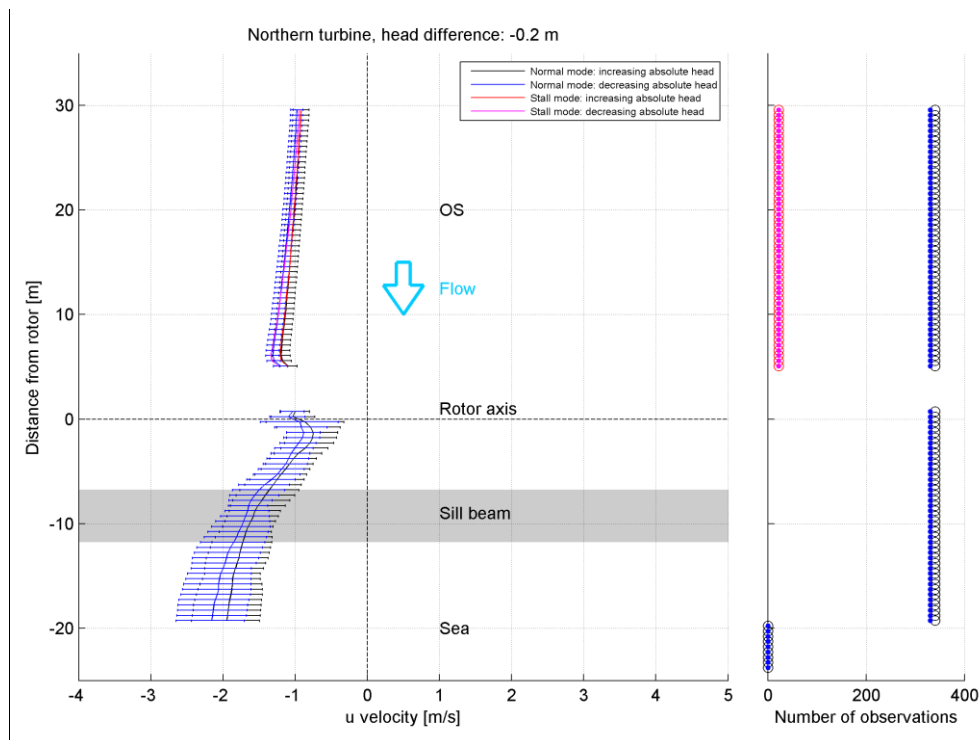 Northern turbine, head difference: -0.2 m
Normal mode: increasing absolute head
Normal mode: decreasing absolute head
Stall mode: increasing absolute head
Stall mode: decreasing absolute head
30
20
10
0
-10
-20
Distance from rotor [m]
OS
Flow
Rotor axis
Sill beam
Sea
-4 -3 -2 -1 0 1 2 3 4 5
u velocity [m/s]
0 200 400
Number of observations